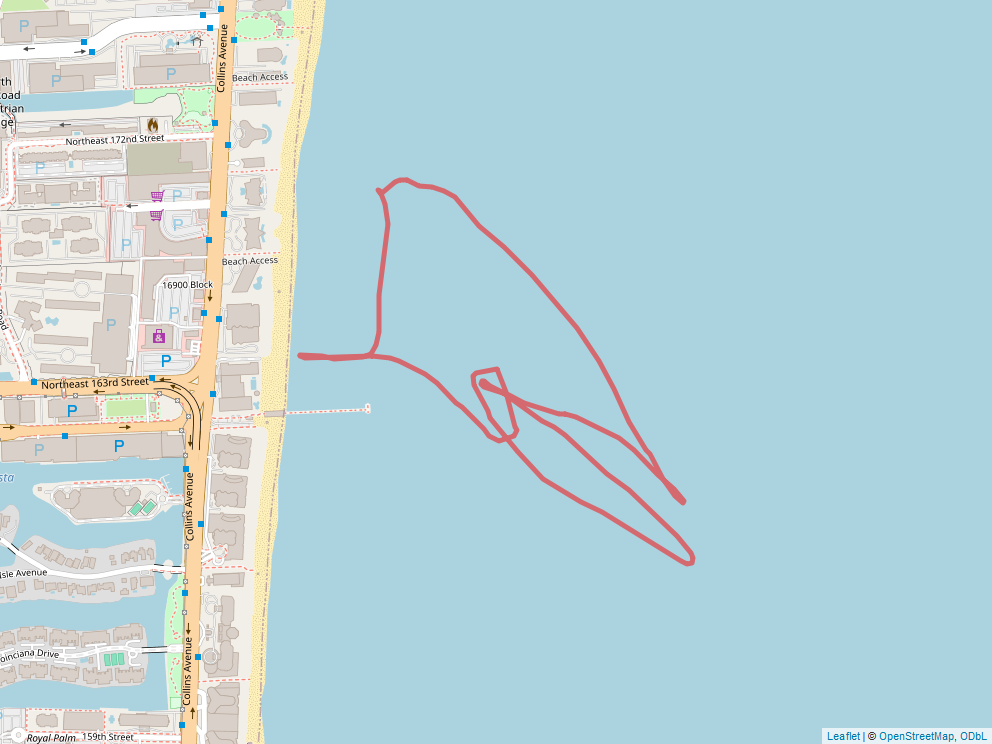 P
Collins Avenue
Beach Access
P
P
th
oad
trian
ge
Northeast 172nd Street
P
P
P
P
Beach Access
16900 Block
P
P
P
Northeast 163rd Street
P
P
P
sta
Collins Avenue
Isle Avenue
Collins Avenue
oinciana Drive
Royal Palm
159th Street
Leaflet | © OpenStreetMap, ODbL